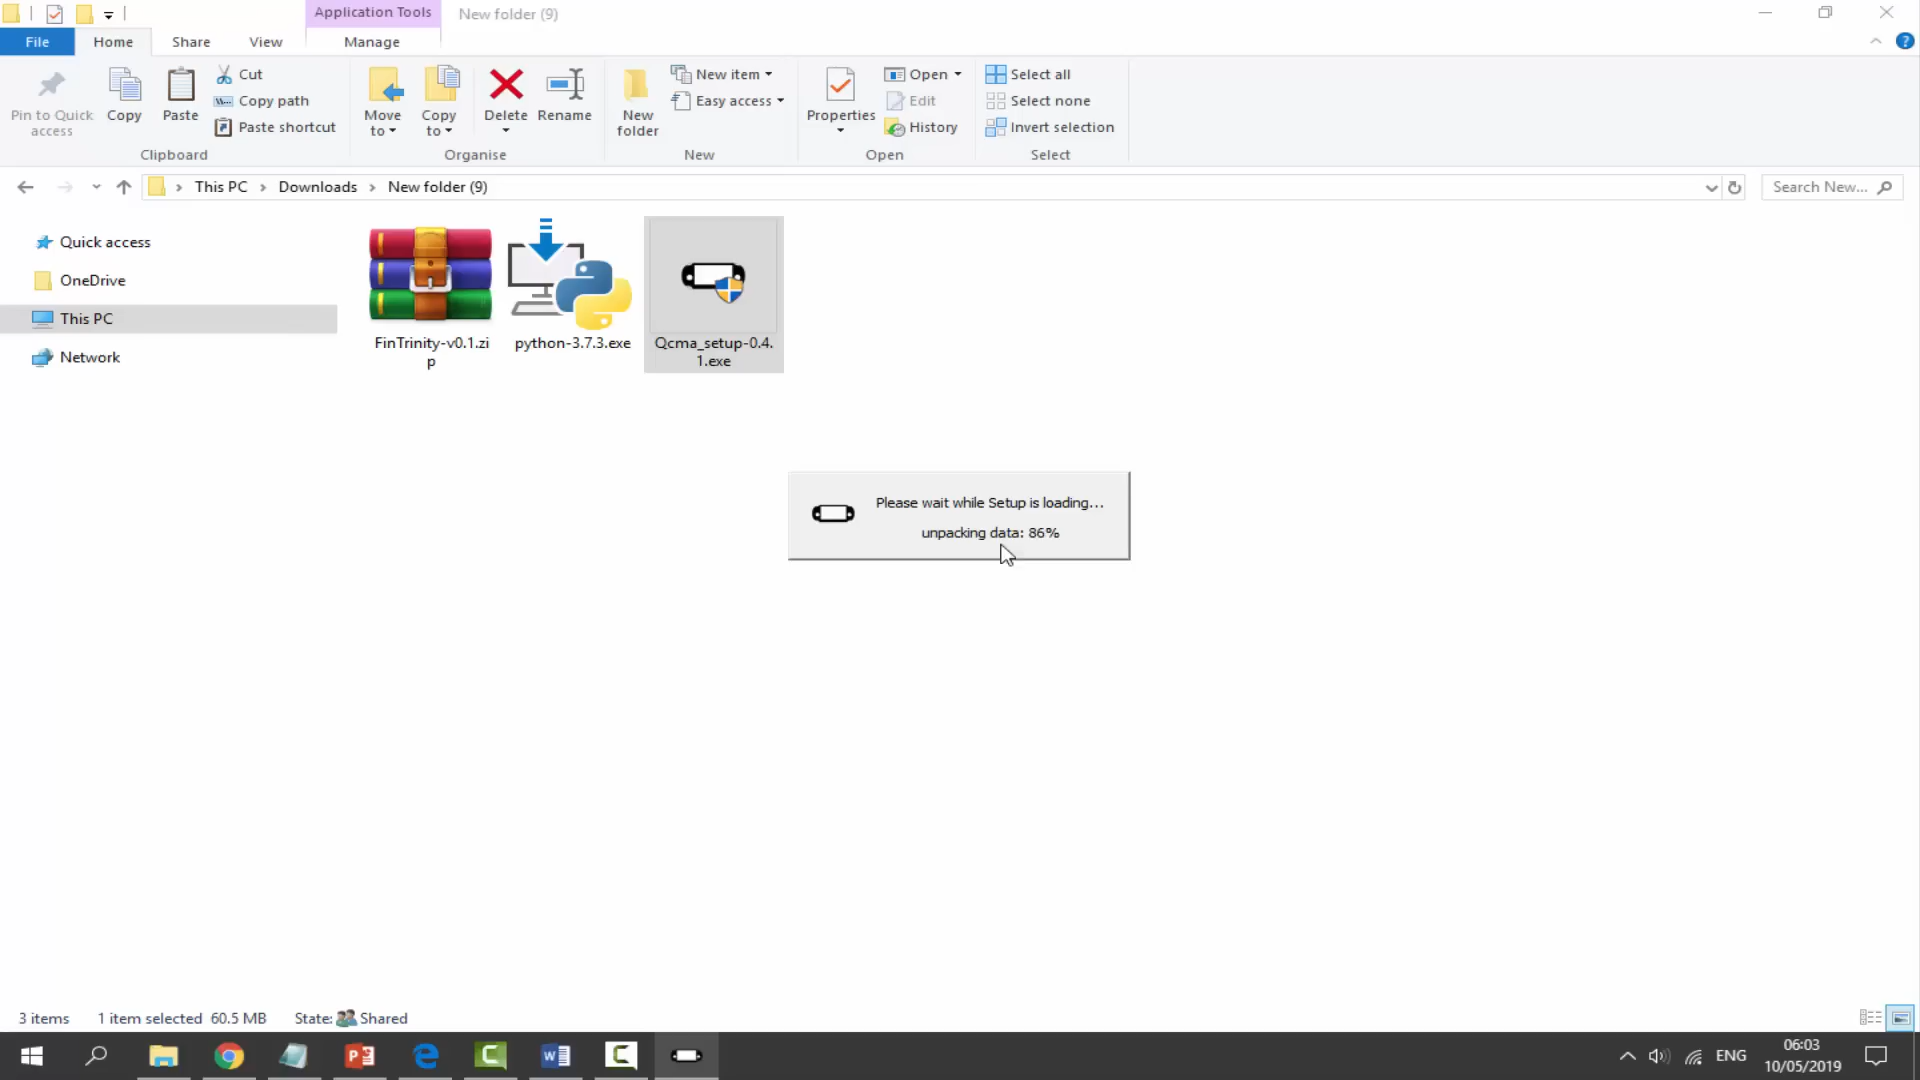 Application Tools
New folder (9)
File
Home
Share
View
Manage
Pin to Quick
access
Copy
Paste
Cut
Copy path
Paste shortcut
Clipboard
Move
to
Copy
to
Delete
Rename
Organise
New
folder
New item
Easy access
New
Properties
Open
Edit
History
Open
Select all
Select none
Invert selection
Select
This PC
Downloads
New folder (9)
Search New...
Quick access
OneDrive
This PC
Network
FinTrinity-v0.1.zi
p
python-3.7.3.exe
Qcma_setup-0.4.
1.exe
Please wait while Setup is loading...
unpacking data: 86%
3 items
1 item selected 60.5 MB
State:
Shared
ENG
06:03
10/05/2019